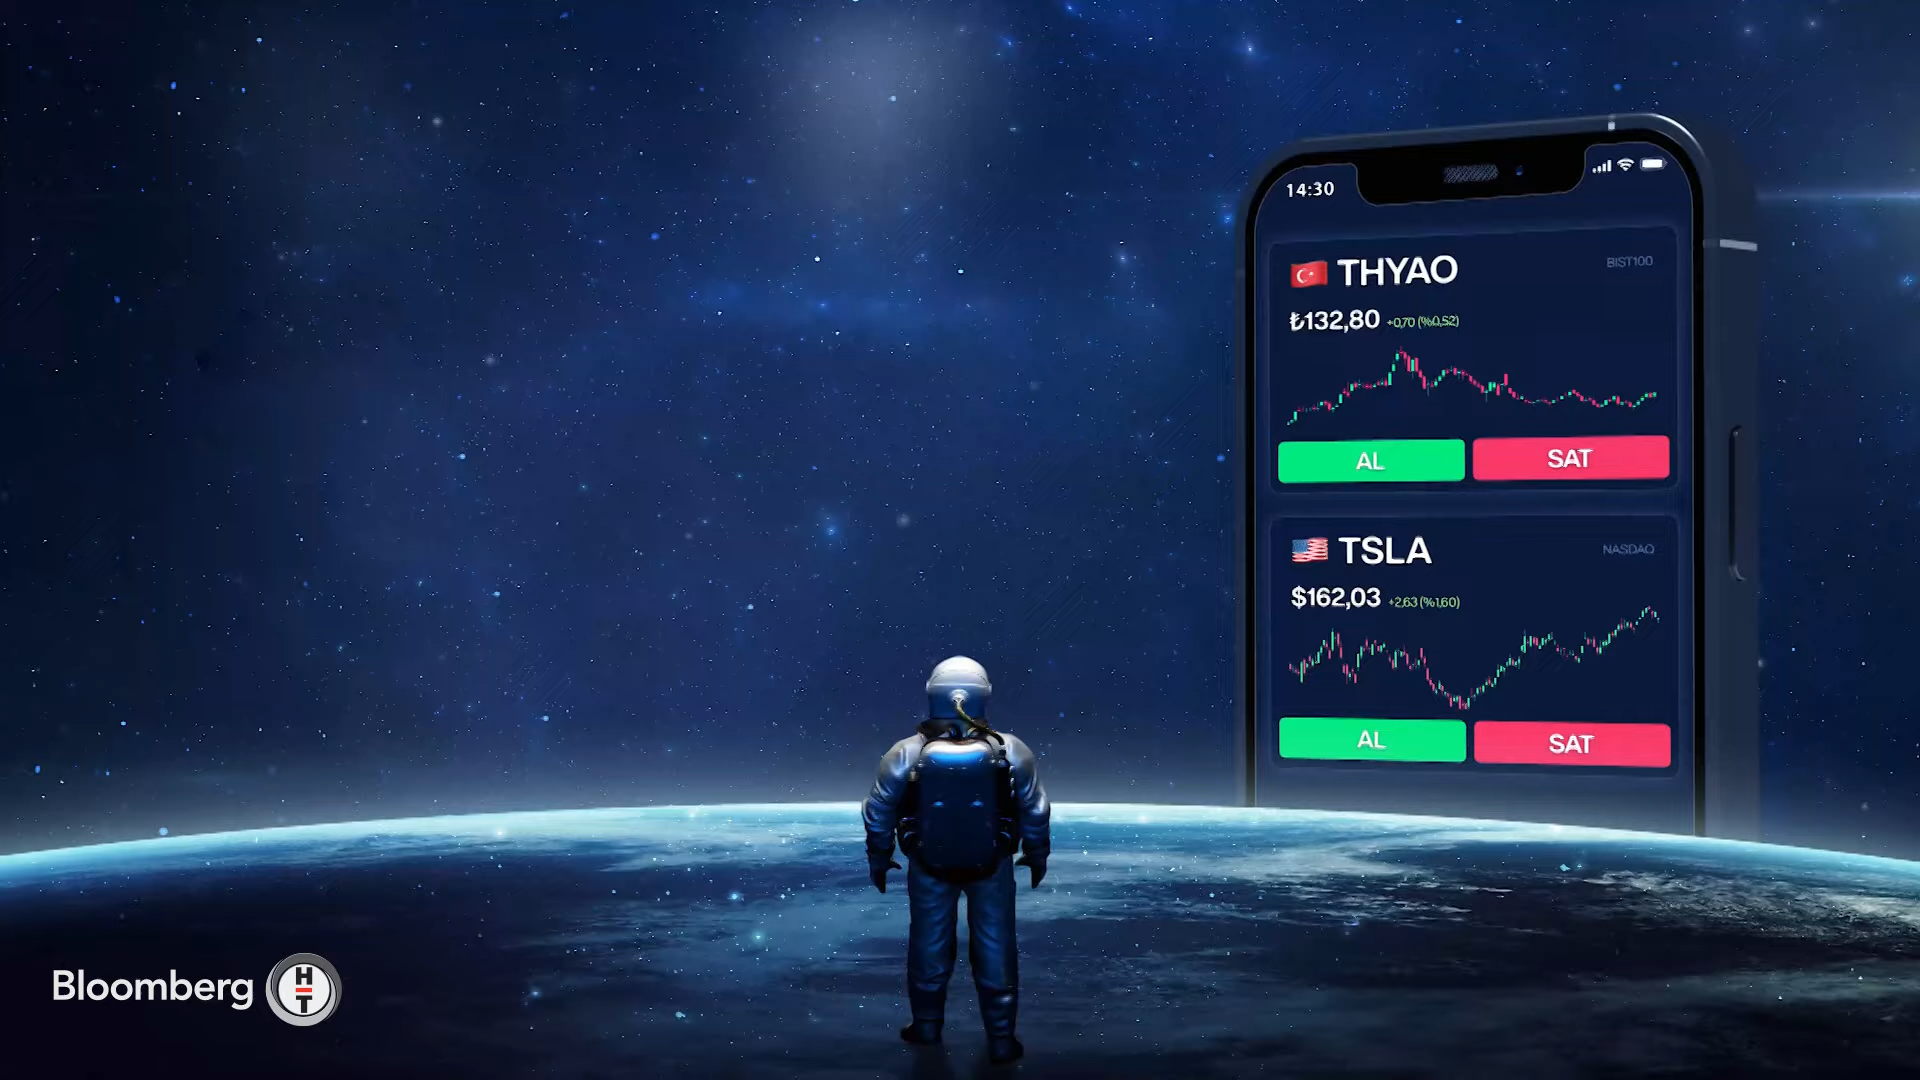 14:30
THYAO
BIST100
₺132,80 +0,70 (%0,52)
AL
SAT
TSLA
NASDAQ
$162,03 +2,63 (%1,60)
AL
SAT
Bloomberg HT